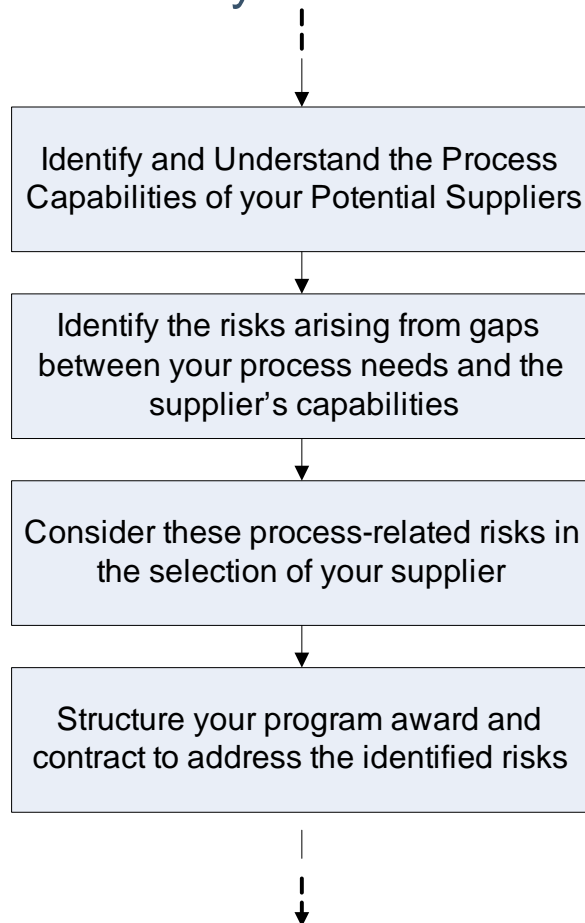 Identify and Understand the Process
Capabilities of your Potential Suppliers
Identify the risks arising from gaps
between your process needs and the
supplier’s capabilities
Consider these process-related risks in
the selection of your supplier
Structure your program award and
contract to address the identified risks